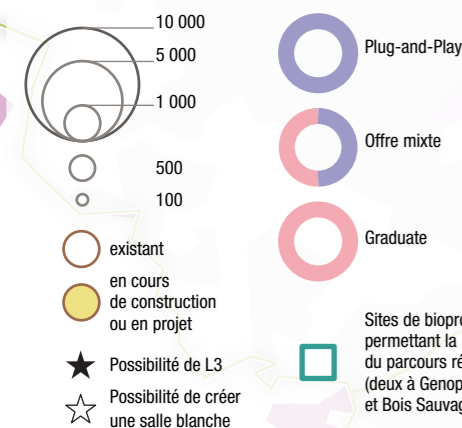 10 000
5 000
1 000
500
100
existant
en cours
de construction
ou en projet
Possibilité de L3
Possibilité de créer
une salle blanche
Plug-and-Play
Offre mixte
Graduate
Sites de biopro
permettant la
du parcours ré
(deux à Genop
et Bois Sauvag